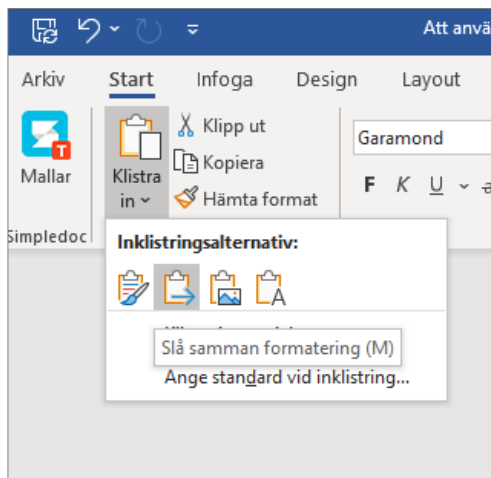 Att anvä
Arkiv Start Infoga Design Layout
Mallar
Simpledoc
Klistra
in
Klipp ut
Kopiera
Hämta format
Garamond
F K U
Inklistringsalternativ:
A
Slå samman formatering (M)
Ange standard vid inklistring...